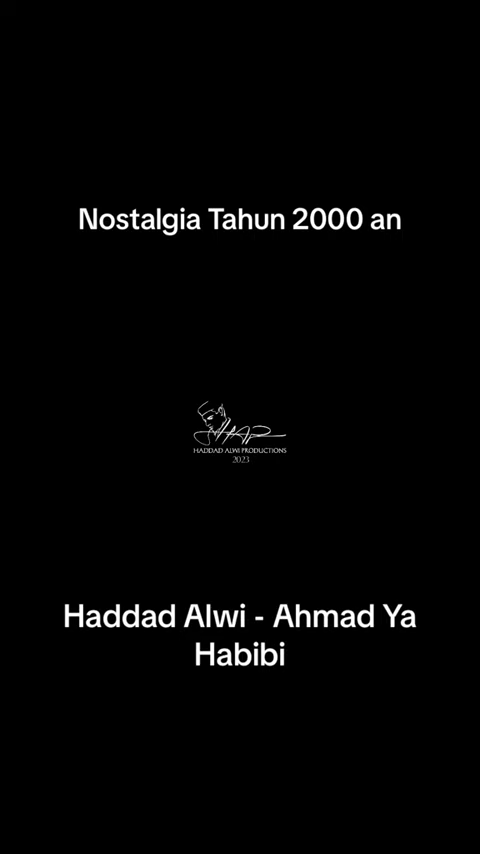 Nostalgia Tahun 2000 an
HADDAD ALWI PRODUCTIONS
2023
Haddad Alwi - Ahmad Ya
Habibi